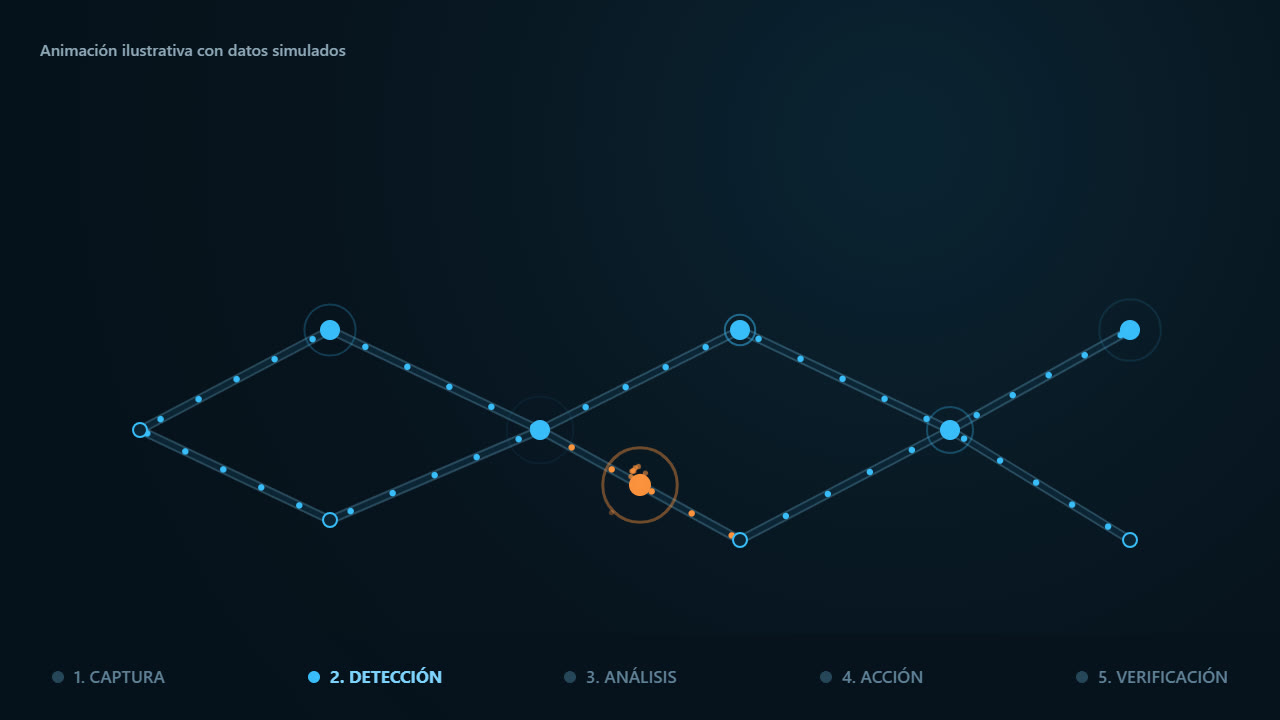 Animación ilustrativa con datos simulados
1. CAPTURA
2. DETECCIÓN
3. ANÁLISIS
4. ACCIÓN
5. VERIFICACIÓN